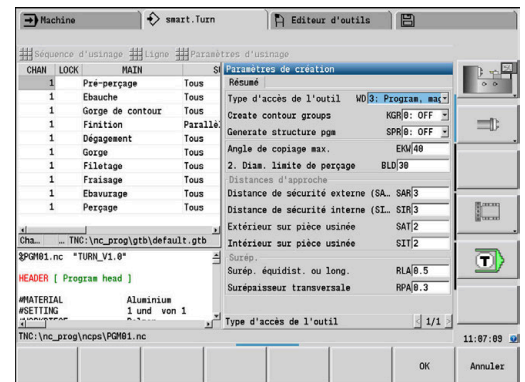 Machine
smart.Turn
Editeur d'outils
Séquence d'usinage Ligne Paramètres d'usinage
CHAN LOCK MAIN
1 Pré-perçage Tous
1 Ebauche Tous
1 Gorge de contour Tous
1 Finition Parallè
1 Dégagement Tous
1 Gorge Tous
1 Filetage Tous
1 Fraisage Tous
1 Ebavurage Tous
1 Perçage Tous
Cha… … TNC:\nc_prog\gtb\default.gtb
%PGM01.nc "TURN_V1.0"
HEADER [ Program head ]
#MATERIAL Aluminium
#SETTING 1 und von 1
TNC:\nc_prog\ncps\PGM01.nc
Paramètres de création
Résumé
Type d'accès de l'outil WD 3: Program, mag
Create contour groups KGR 0: OFF
Generate structure pgm SPR 0: OFF
Angle de copiage max. EKW 40
2. Diam. limite de perçage BLD 30
Distances d'approche
Distance de sécurité externe (SA… SAR 3
Distance de sécurité interne (SI… SIR 3
Extérieur sur pièce usinée SAT 2
Intérieur sur pièce usinée SIT 2
Surép.
Surép. équidist. ou long. RLA 0.5
Surépaisseur transversale RPA 0.3
Type d'accès de l'outil 1/1
T
11:07:09
OK
Annuler